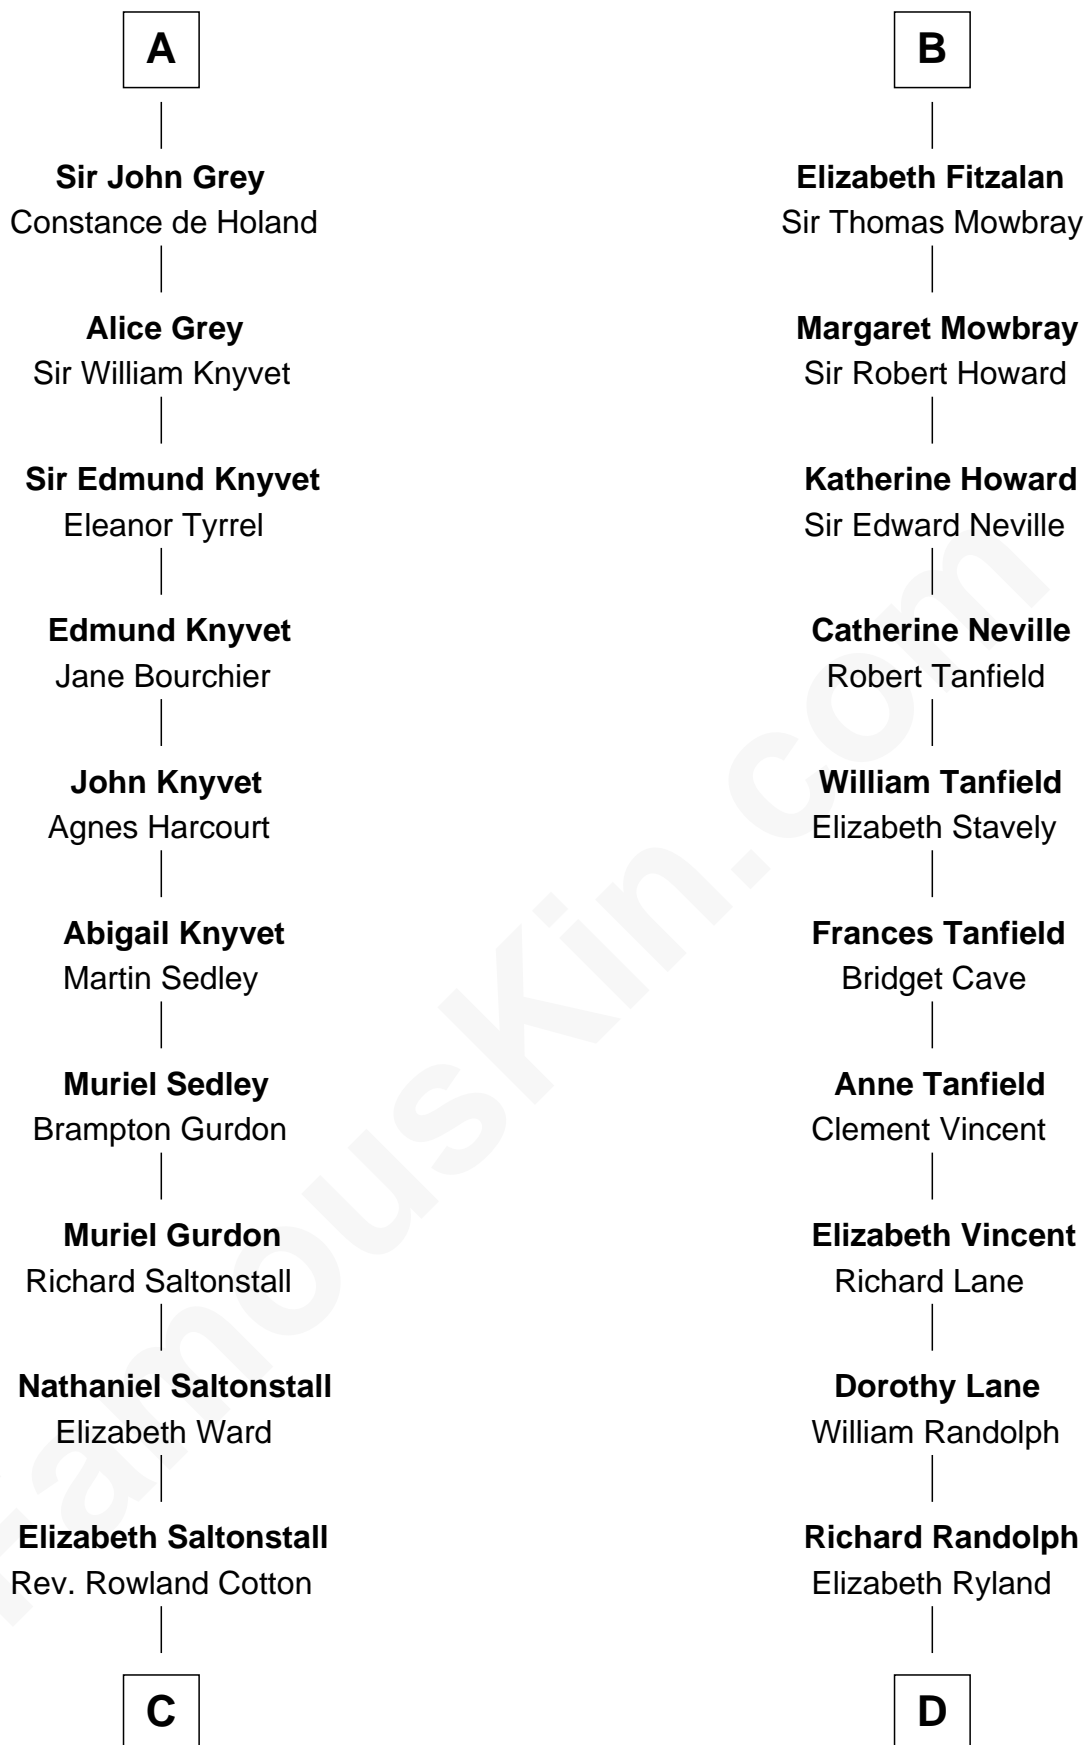 A
Sir John Grey
Constance de Holand
Alice Grey
Sir William Knyvet
Sir Edmund Knyvet
Eleanor Tyrrel
Edmund Knyvet
Jane Bourchier
John Knyvet
Agnes Harcourt
Abigail Knyvet
Martin Sedley
Muriel Sedley
Brampton Gurdon
Muriel Gurdon
Richard Saltonstall
Nathaniel Saltonstall
Elizabeth Ward
Elizabeth Saltonstall
Rev. Rowland Cotton
C
B
Elizabeth Fitzalan
Sir Thomas Mowbray
Margaret Mowbray
Sir Robert Howard
Katherine Howard
Sir Edward Neville
Catherine Neville
Robert Tanfield
William Tanfield
Elizabeth Stavely
Frances Tanfield
Bridget Cave
Anne Tanfield
Clement Vincent
Elizabeth Vincent
Richard Lane
Dorothy Lane
William Randolph
Richard Randolph
Elizabeth Ryland
D
FamousKin.com